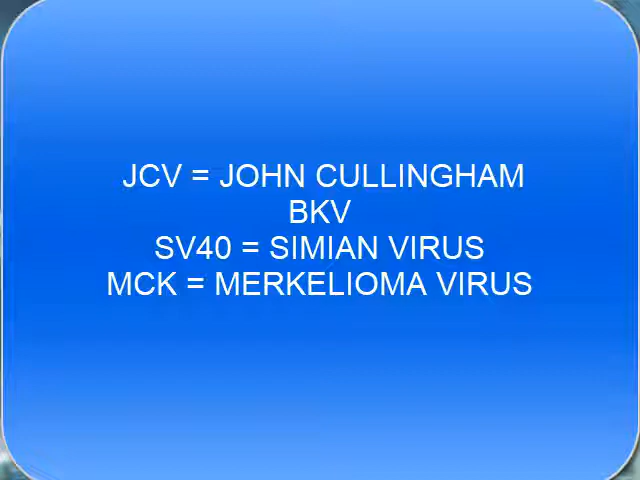 JCV = JOHN CULLINGHAM
BKV
SV40 = SIMIAN VIRUS
MCK = MERKELIOMA VIRUS